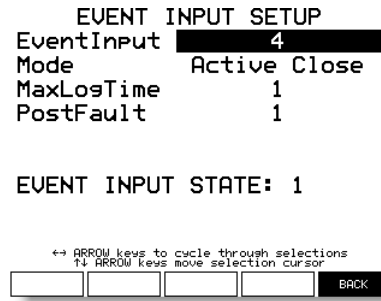 EVENT INPUT SETUP
EventInput 4
Mode Active Close
MaxLogTime 1
PostFault 1
EVENT INPUT STATE: 1
↔ ARROW keys to cycle through selections
↑↓ ARROW keys move selection cursor
BACK